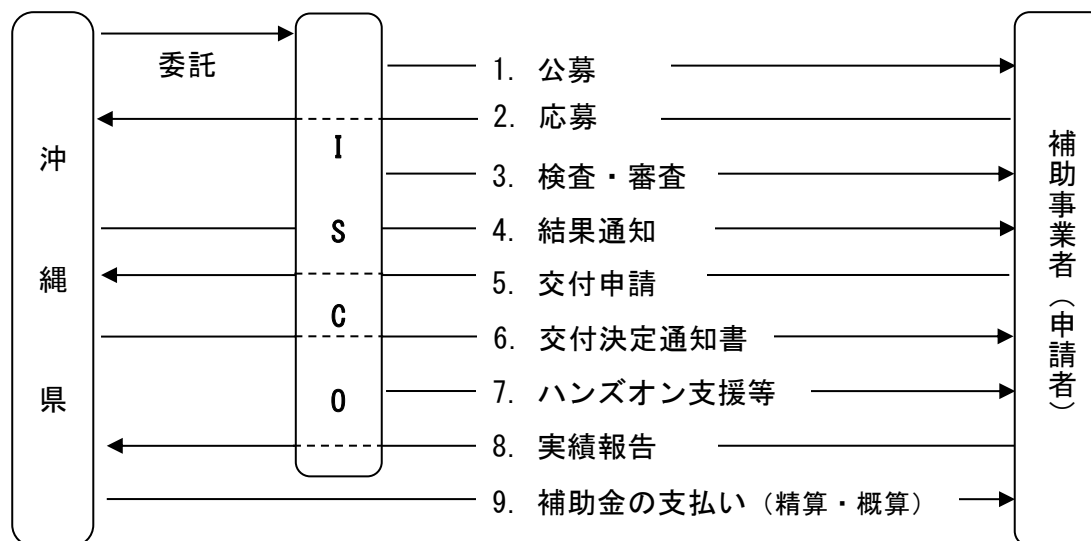 沖縄県
委託
ISCO
1. 公募
2. 応募
3. 検査・審査
4. 結果通知
5. 交付申請
6. 交付決定通知書
7. ハンズオン支援等
8. 実績報告
9. 補助金の支払い（精算・概算）
補助事業者（申請者）